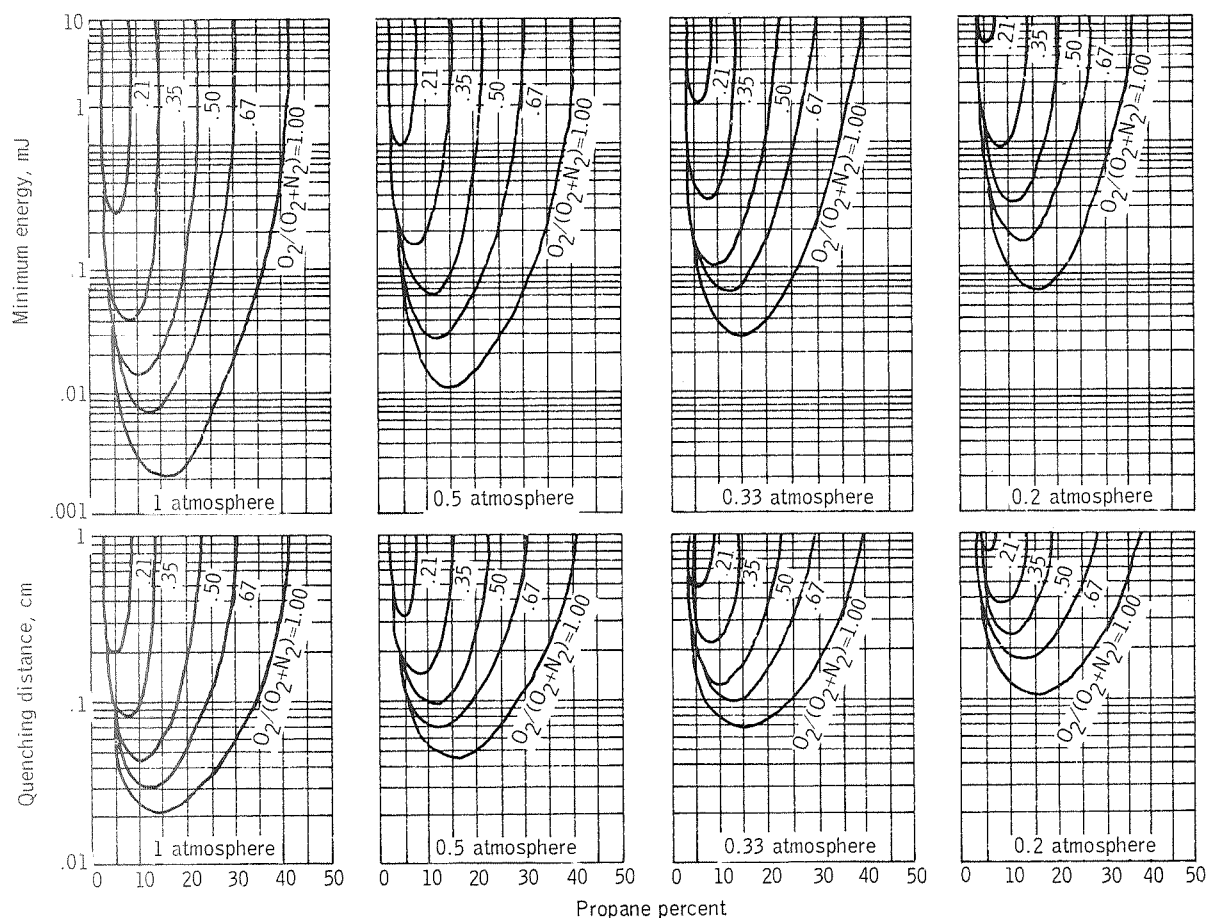 Minimum energy, mJ
10
1
.1
.01
.001
.21
.35
.50
.67
O2/(O2+N2)=1.00
1 atmosphere
.21
.35
.50
.67
O2/(O2+N2)=1.00
0.5 atmosphere
.21
.35
.50
.67
O2/(O2+N2)=1.00
0.33 atmosphere
.21
.35
.50
.67
O2/(O2+N2)=1.00
0.2 atmosphere
Quenching distance, cm
1
.1
.01
.21
.35
.50
.67
O2/(O2+N2)=1.00
1 atmosphere
.21
.35
.50
.67
O2/(O2+N2)=1.00
0.5 atmosphere
.21
.35
.50
.67
O2/(O2+N2)=1.00
0.33 atmosphere
.21
.35
.50
.67
O2/(O2+N2)=1.00
0.2 atmosphere
0 10 20 30 40 50
0 10 20 30 40 50
0 10 20 30 40 50
0 10 20 30 40 50
Propane percent